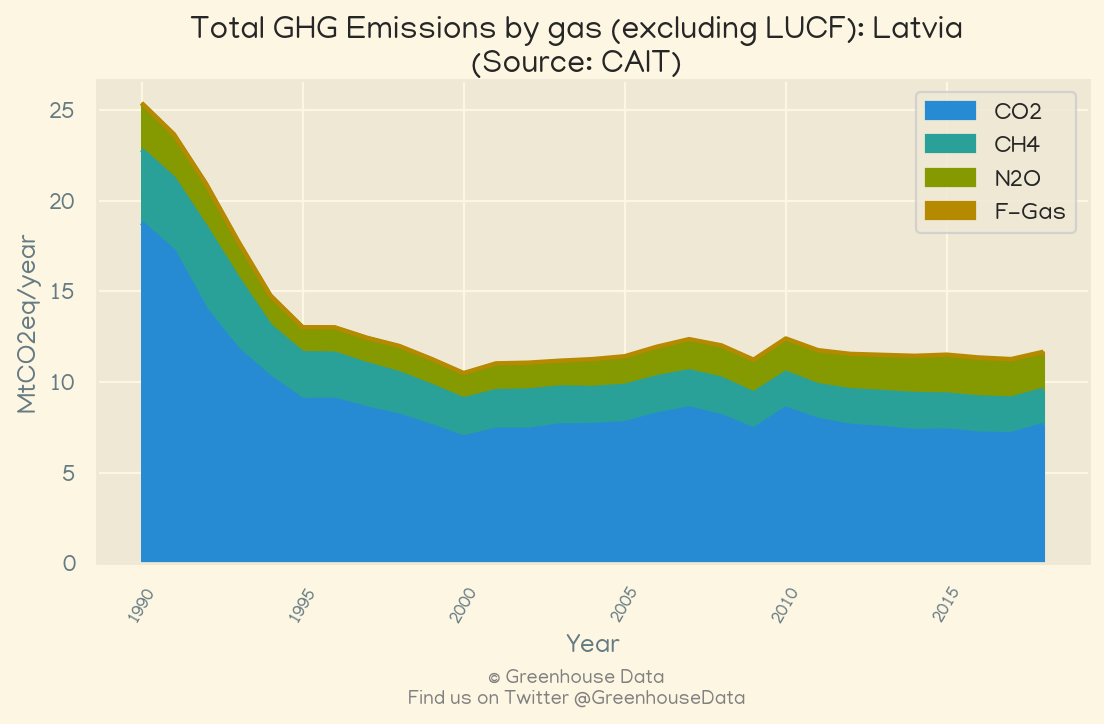 Total GHG Emissions by gas (excluding LUCF): Latvia
(Source: CAIT)
CO2
CH4
N2O
F-Gas
MtCO2eq/year
25
20
15
10
5
0
1990
1995
2000
2005
2010
2015
Year
© Greenhouse Data
Find us on Twitter @GreenhouseData